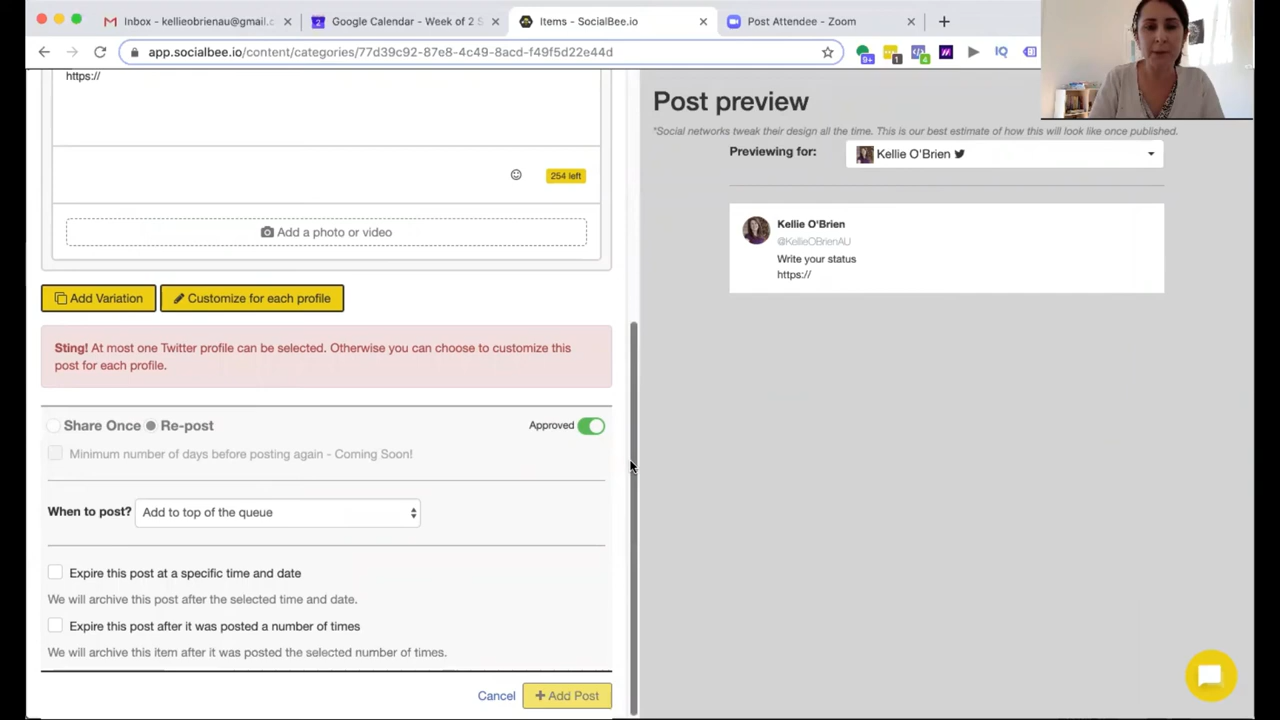 Inbox - kellieobrienau@gmail.c
Google Calendar - Week of 2 S
Items - SocialBee.io
Post Attendee - Zoom
app.socialbee.io/content/categories/77d39c92-87e8-4c49-8acd-f49f5d22e44d
9+
1
4
IQ
https://
254 left
Add a photo or video
Add Variation
Customize for each profile
Sting! At most one Twitter profile can be selected. Otherwise you can choose to customize this
post for each profile.
Share Once Re-post
Approved
Minimum number of days before posting again - Coming Soon!
When to post? Add to top of the queue
Expire this post at a specific time and date
We will archive this post after the selected time and date.
Expire this post after it was posted a number of times
We will archive this item after it was posted the selected number of times.
Cancel
+ Add Post
Post preview
*Social networks tweak their design all the time. This is our best estimate of how this will look like once published.
Previewing for: Kellie O'Brien
Kellie O'Brien
@KellieOBrienAU
Write your status
https://